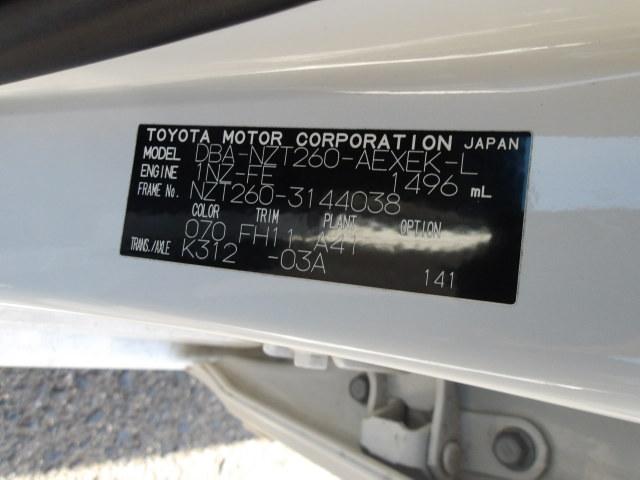 TOYOTA MOTOR CORPORATION JAPAN
MODEL DBA-NZT260-AEXEK-L
ENGINE 1NZ-FE 1496 mL
FRAME No. NZT260-3144038
COLOR TRIM PLANT OPTION
070 FH11 A41
TRANS./AXLE K312 -03A
141